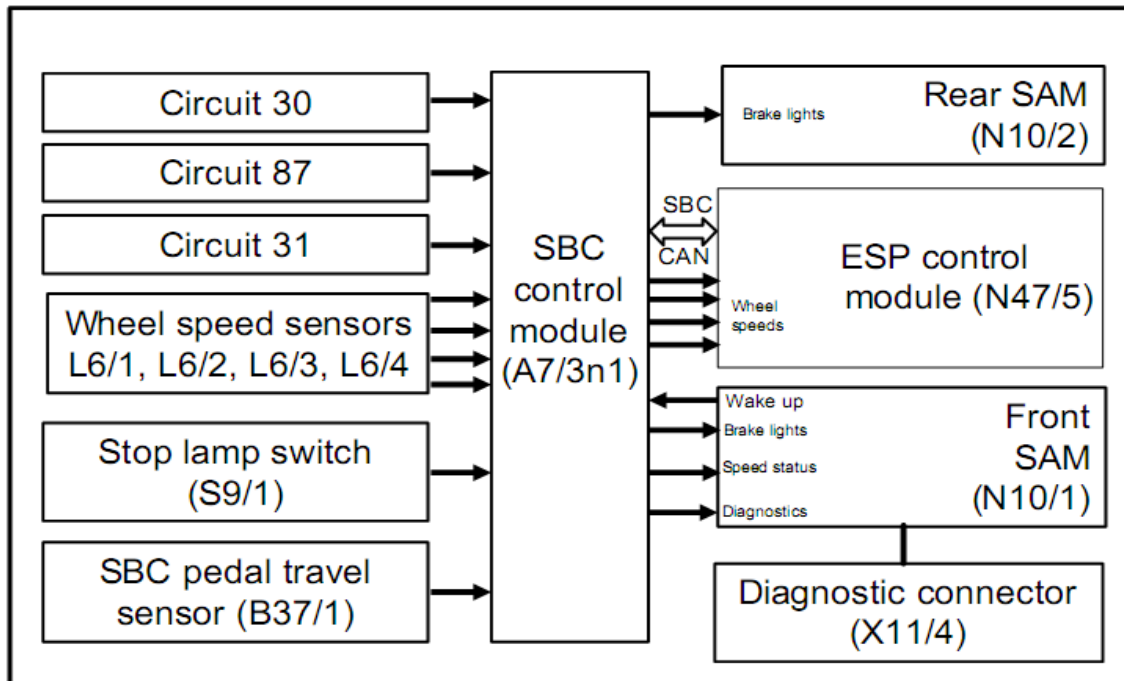 Circuit 30
Circuit 87
Circuit 31
Wheel speed sensors
L6/1, L6/2, L6/3, L6/4
Stop lamp switch
(S9/1)
SBC pedal travel
sensor (B37/1)
SBC
control
module
(A7/3n1)
Brake lights
Rear SAM
(N10/2)
SBC
CAN
Wheel
speeds
ESP control
module (N47/5)
Wake up
Brake lights
Speed status
Diagnostics
Front
SAM
(N10/1)
Diagnostic connector
(X11/4)